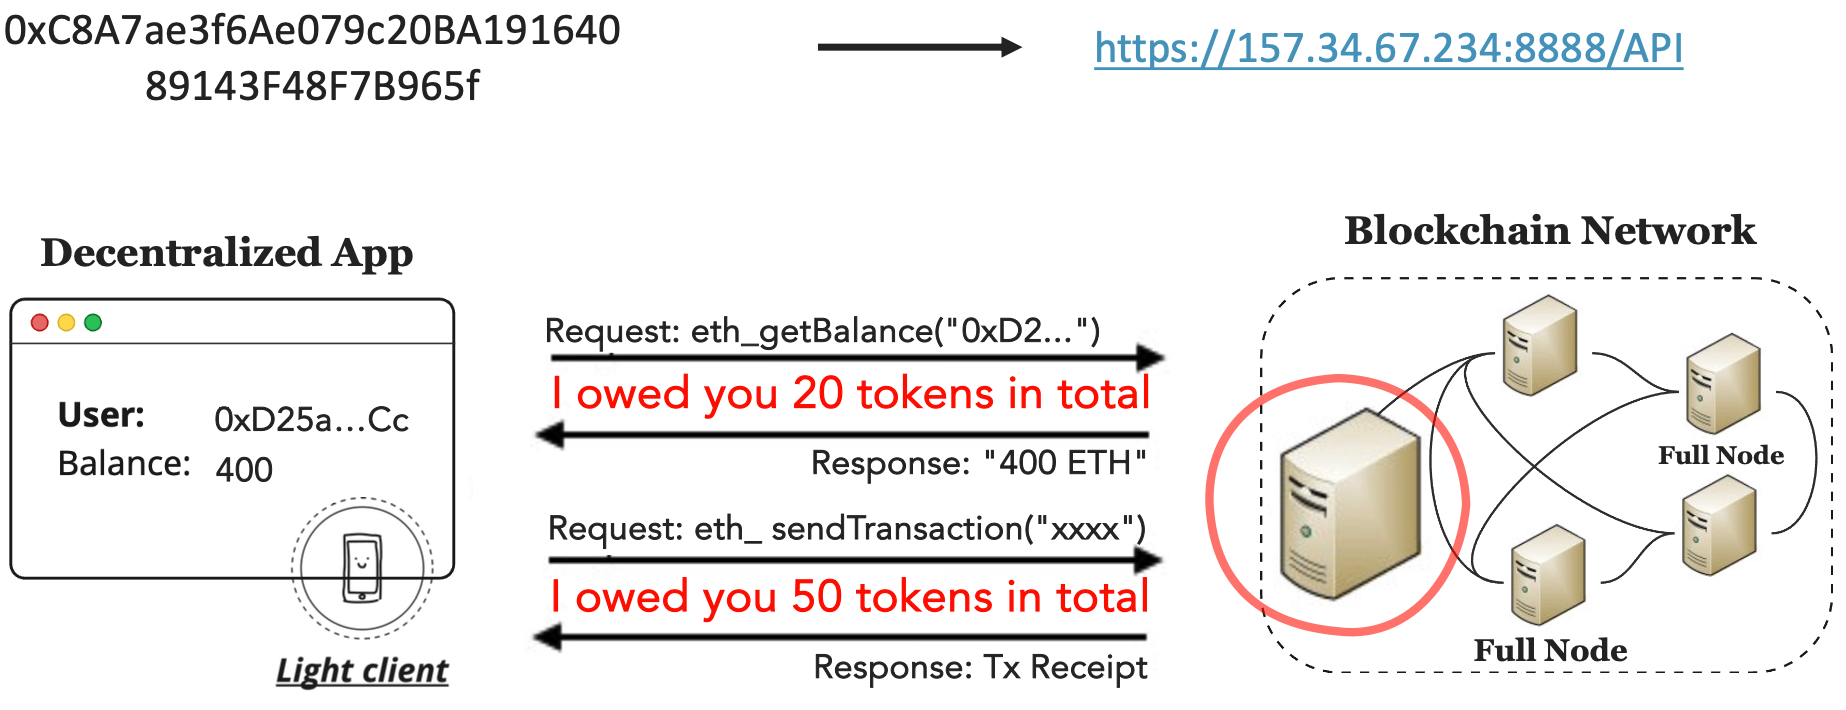 0xC8A7ae3f6Ae079c20BA191640
89143F48F7B965f
https://157.34.67.234:8888/API
Decentralized App
User: 0xD25a...Cc
Balance: 400
Light client
Request: eth_getBalance("0xD2...")
I owed you 20 tokens in total
Response: "400 ETH"
Request: eth_ sendTransaction("xxxx")
I owed you 50 tokens in total
Response: Tx Receipt
Blockchain Network
Full Node
Full Node